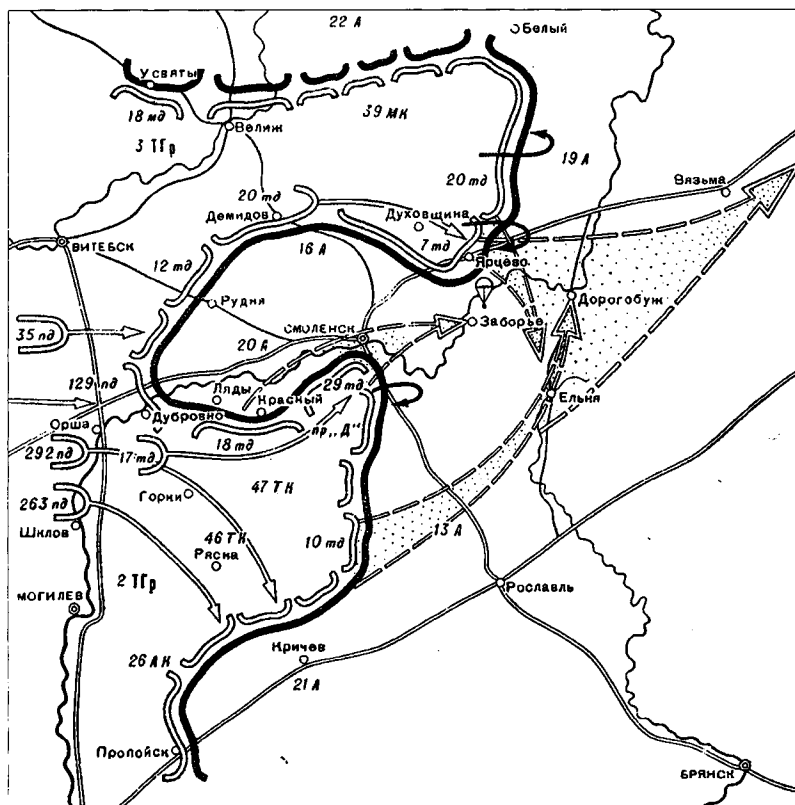 22 А
Белый
Усвяты
18 мд
39 МК
Велиж
3 ТГр
19 А
Вязьма
20 тд
20 тд
Демидов
Духовщина
7 тд
16 А
ВИТЕБСК
Ярцево
12 тд
Рудня
Дорогобуж
СМОЛЕНСК
Заборье
35 пд
20 А
129 пд
Ляды
Красный
29 тд
Ельня
Дубровно
Орша
18 тд
пр„Д"
292 пд
17 тд
47 ТК
263 пд
Горки
Шклов
46 ТК
10 тд
13 А
Ряска
2 ТГр
Рославль
МОГИЛЕВ
Кричев
26 АК
21 А
Пропойск
БРЯНСК